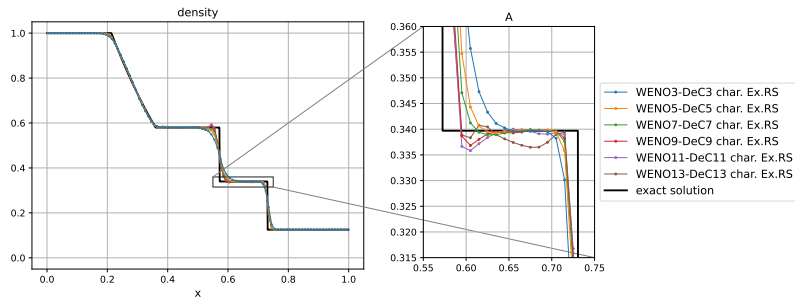 density
1.0
0.8
0.6
0.4
0.2
0.0
0.0
0.2
0.4
0.6
0.8
1.0
x
A
0.360
0.355
0.350
0.345
0.340
0.335
0.330
0.325
0.320
0.315
0.55
0.60
0.65
0.70
0.75
WENO3-DeC3 char. Ex.RS
WENO5-DeC5 char. Ex.RS
WENO7-DeC7 char. Ex.RS
WENO9-DeC9 char. Ex.RS
WENO11-DeC11 char. Ex.RS
WENO13-DeC13 char. Ex.RS
exact solution